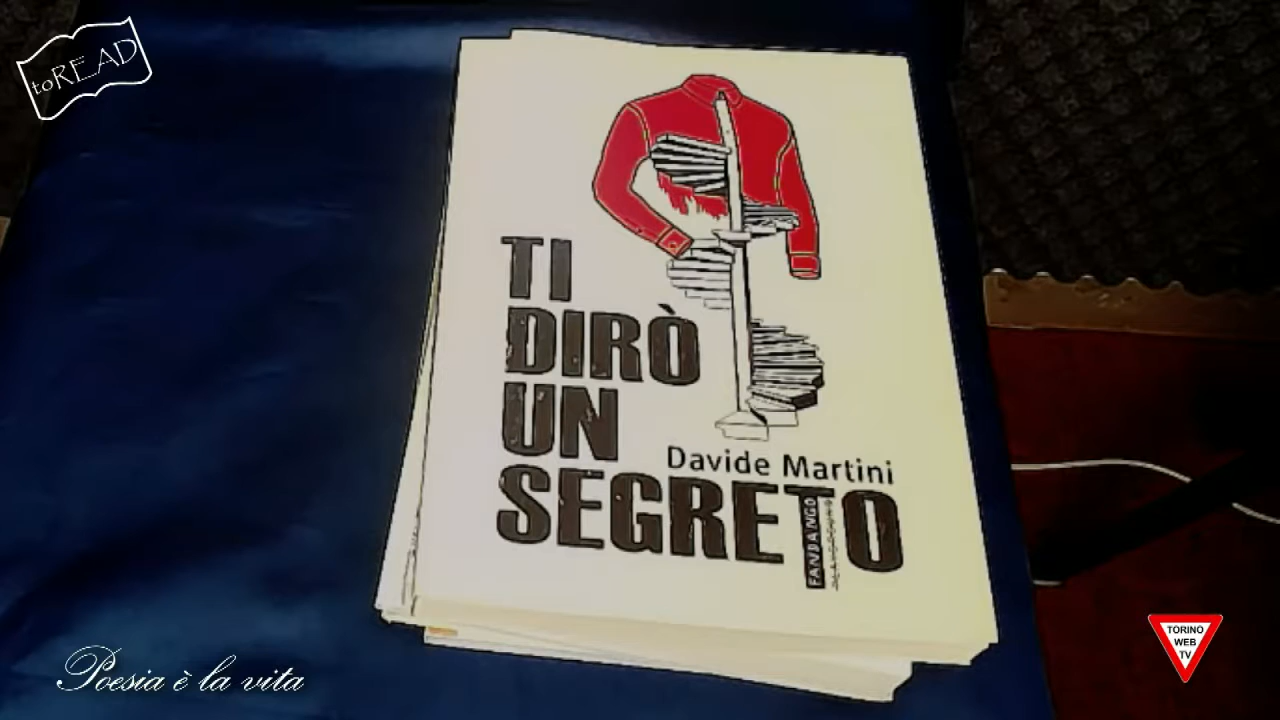 toREAD
TI
DIRÒ
UN
Davide Martini
SEGRETO
FANDANGO
Poesia è la vita
TORINO
WEB
TV